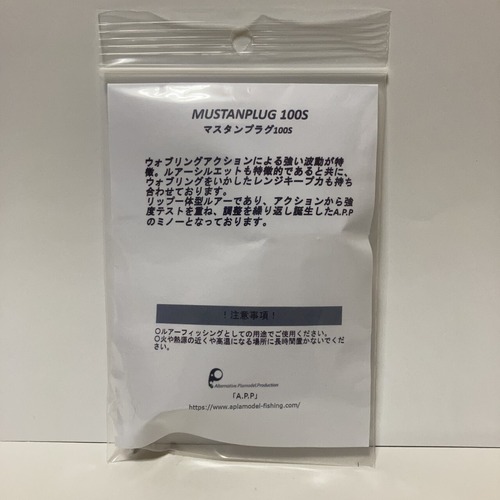 MUSTANPLUG 100S
マスタンプラグ100S
ウォブリングアクションによる強い波動が特
徴。ルアーシルエットも特徴的であると共に、
ウォブリングをいかしたレンジキープ力も持ち
合わせております。
リップ一体型ルアーであり、アクションから強
度テストを重ね、調整を繰り返し誕生したA.P.P
のミノーとなっております。
！注意事項！
〇ルアーフィッシングとしての用途でご使用ください。
〇火や熱源の近くや高温になる場所に長時間置かないでくだ
さい。
Alternative Plamodel Production
「A.P.P」
https://www.aplamodel-fishing.com/